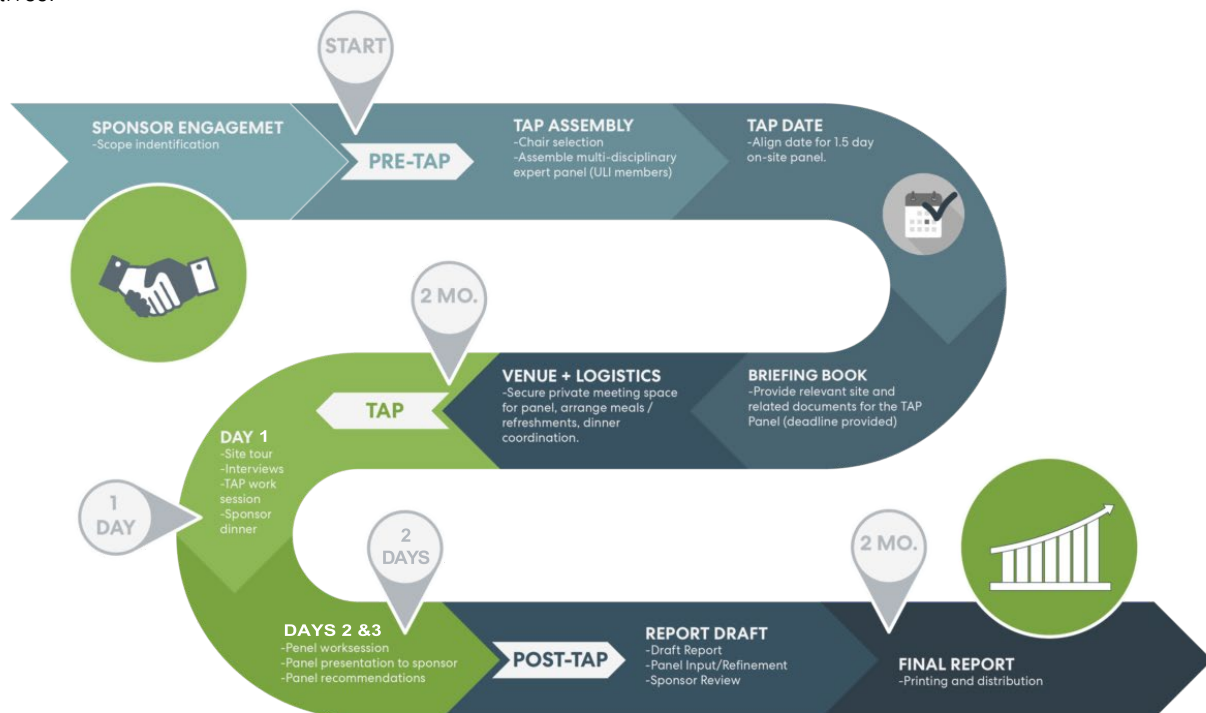 START
SPONSOR ENGAGEMET
-Scope indentification
PRE-TAP
TAP ASSEMBLY
-Chair selection
-Assemble multi-disciplinary
expert panel (ULI members)
TAP DATE
-Align date for 1.5 day
on-site panel.
2 MO.
BRIEFING BOOK
-Provide relevant site and
related documents for the TAP
Panel (deadline provided)
VENUE + LOGISTICS
-Secure private meeting space
for panel, arrange meals /
refreshments, dinner
coordination.
TAP
DAY 1
-Site tour
-Interviews
-TAP work
session
-Sponsor
dinner
1
DAY
2
DAYS
DAYS 2 &3
-Penel worksession
-Panel presentation to sponsor
-Panel recommendations
POST-TAP
REPORT DRAFT
-Draft Report
-Panel Input/Refinement
-Sponsor Review
2 MO.
FINAL REPORT
-Printing and distribution